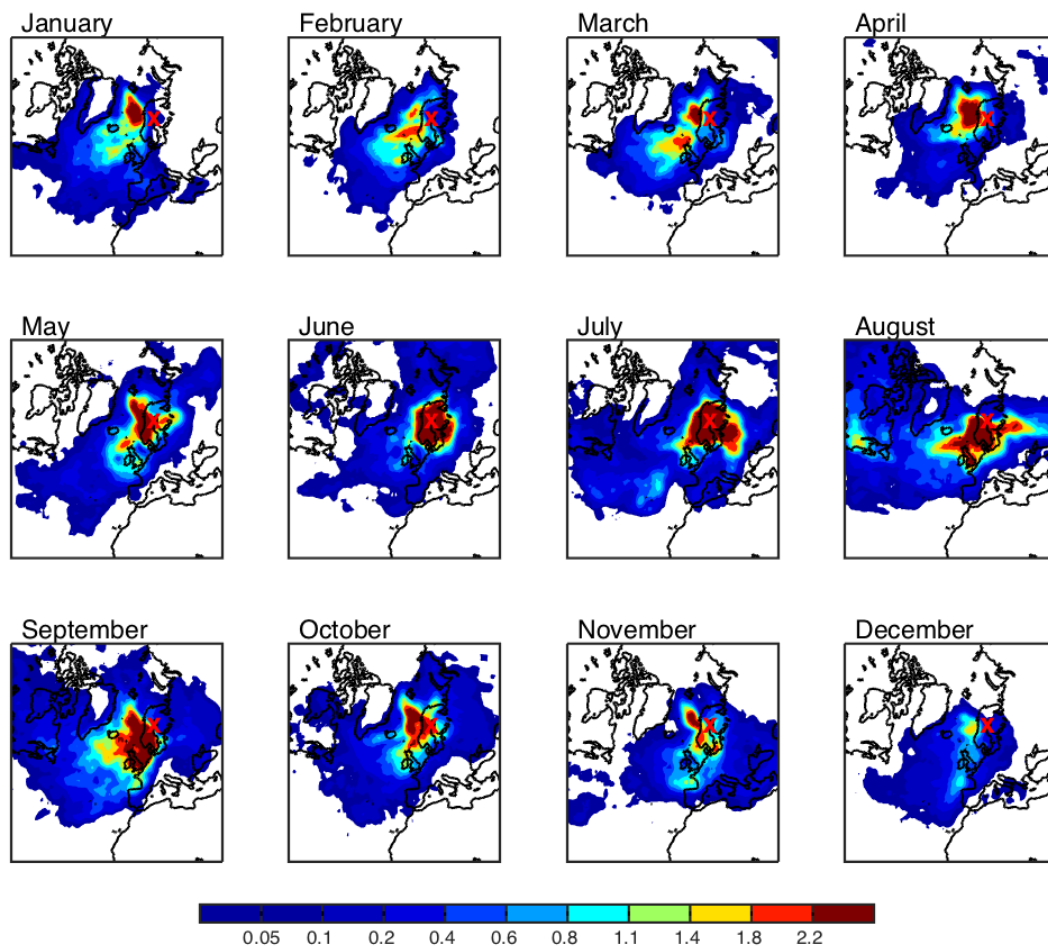 January February March April
May June July August
September October November December
0.05 0.1 0.2 0.4 0.6 0.8 1.1 1.4 1.8 2.2